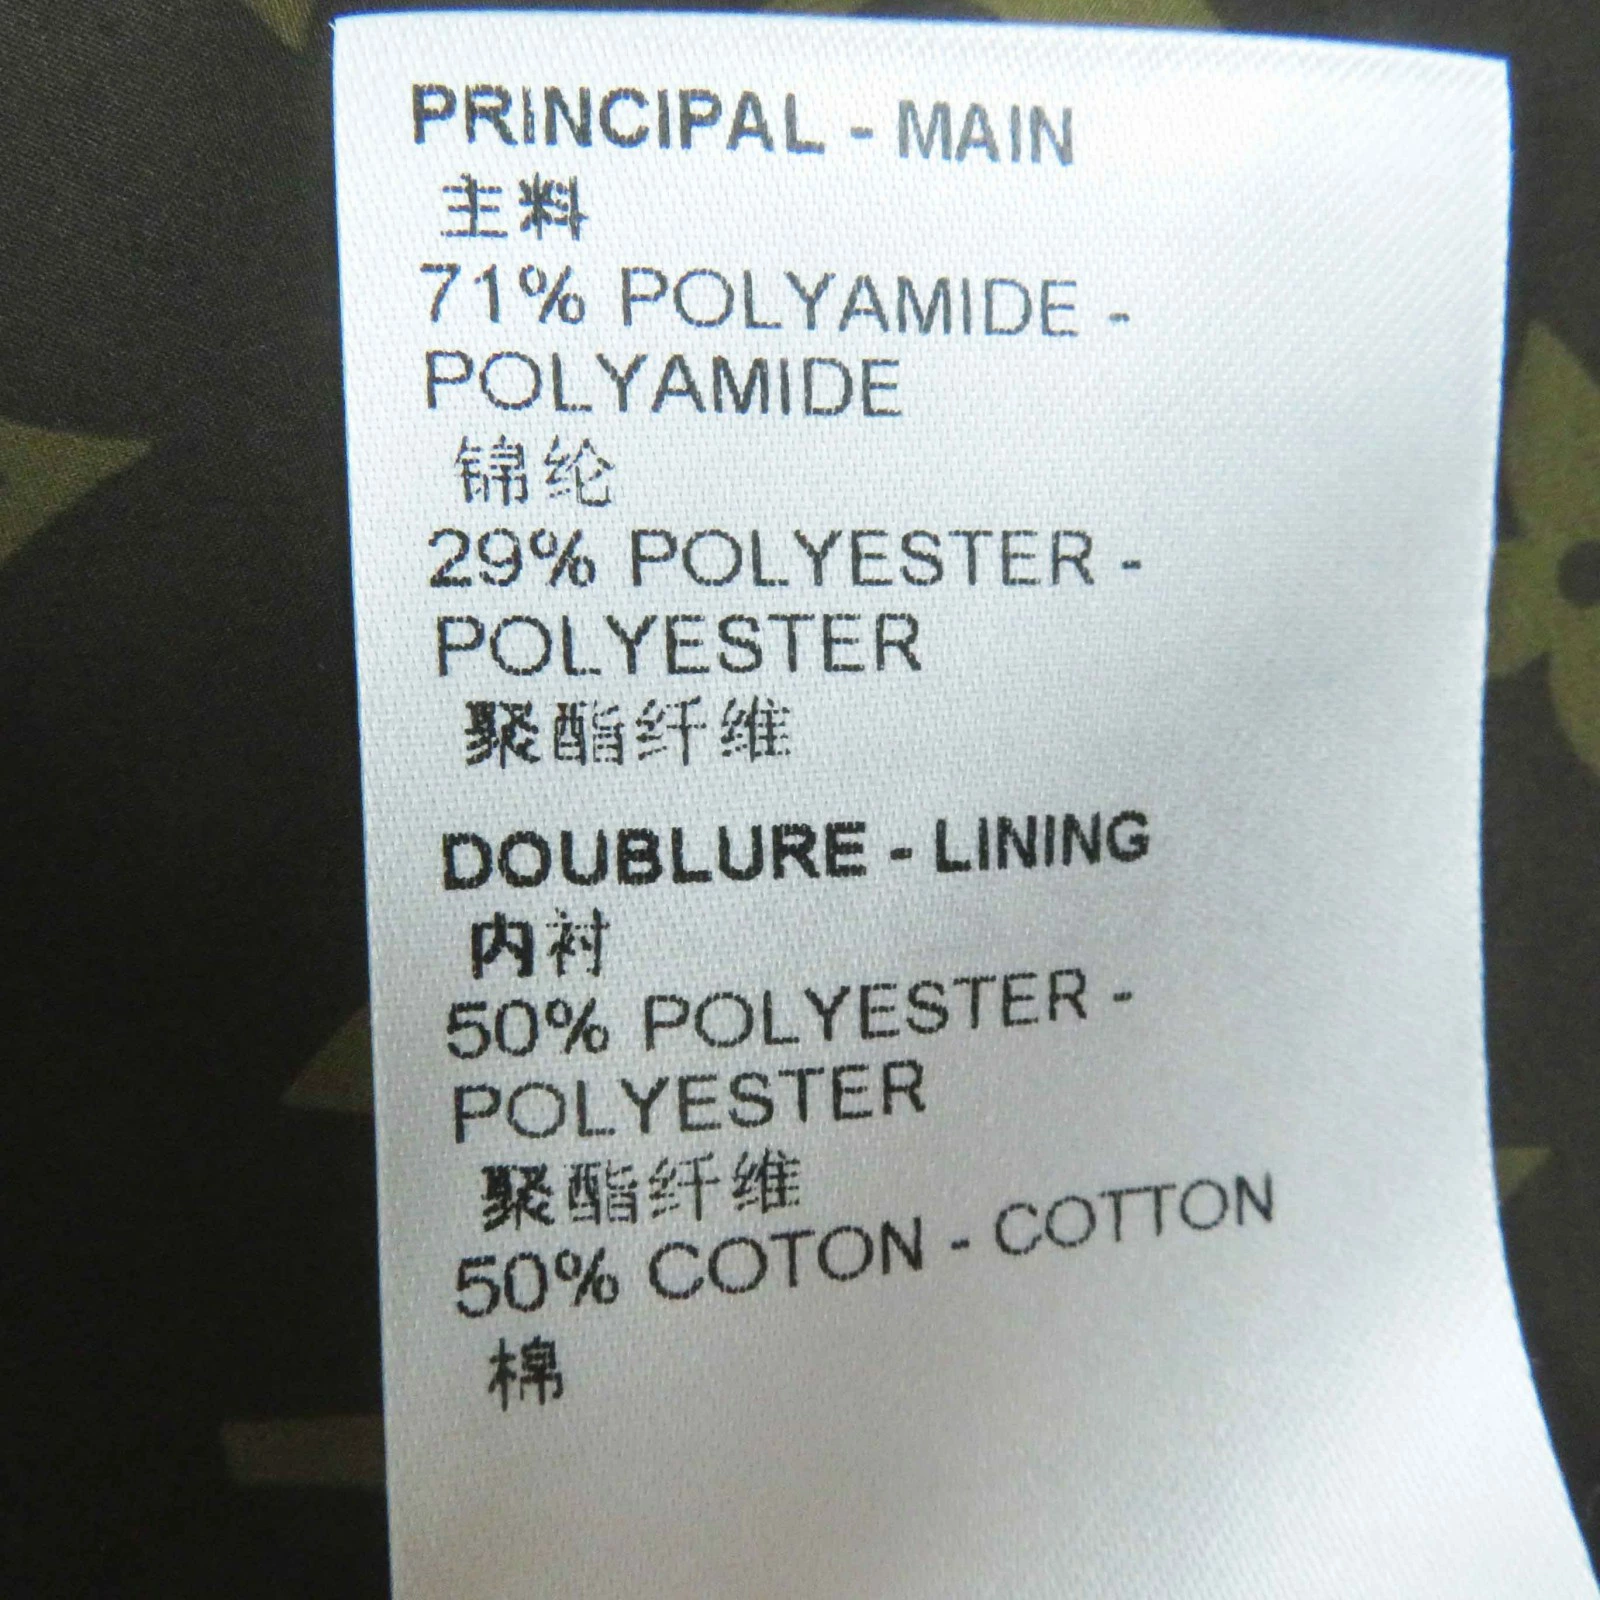 PRINCIPAL - MAIN
主料
71% POLYAMIDE -
POLYAMIDE
锦纶
29% POLYESTER -
POLYESTER
聚酯纤维
DOUBLURE - LINING
内衬
50% POLYESTER -
POLYESTER
聚酯纤维
50% COTON - COTTON
棉